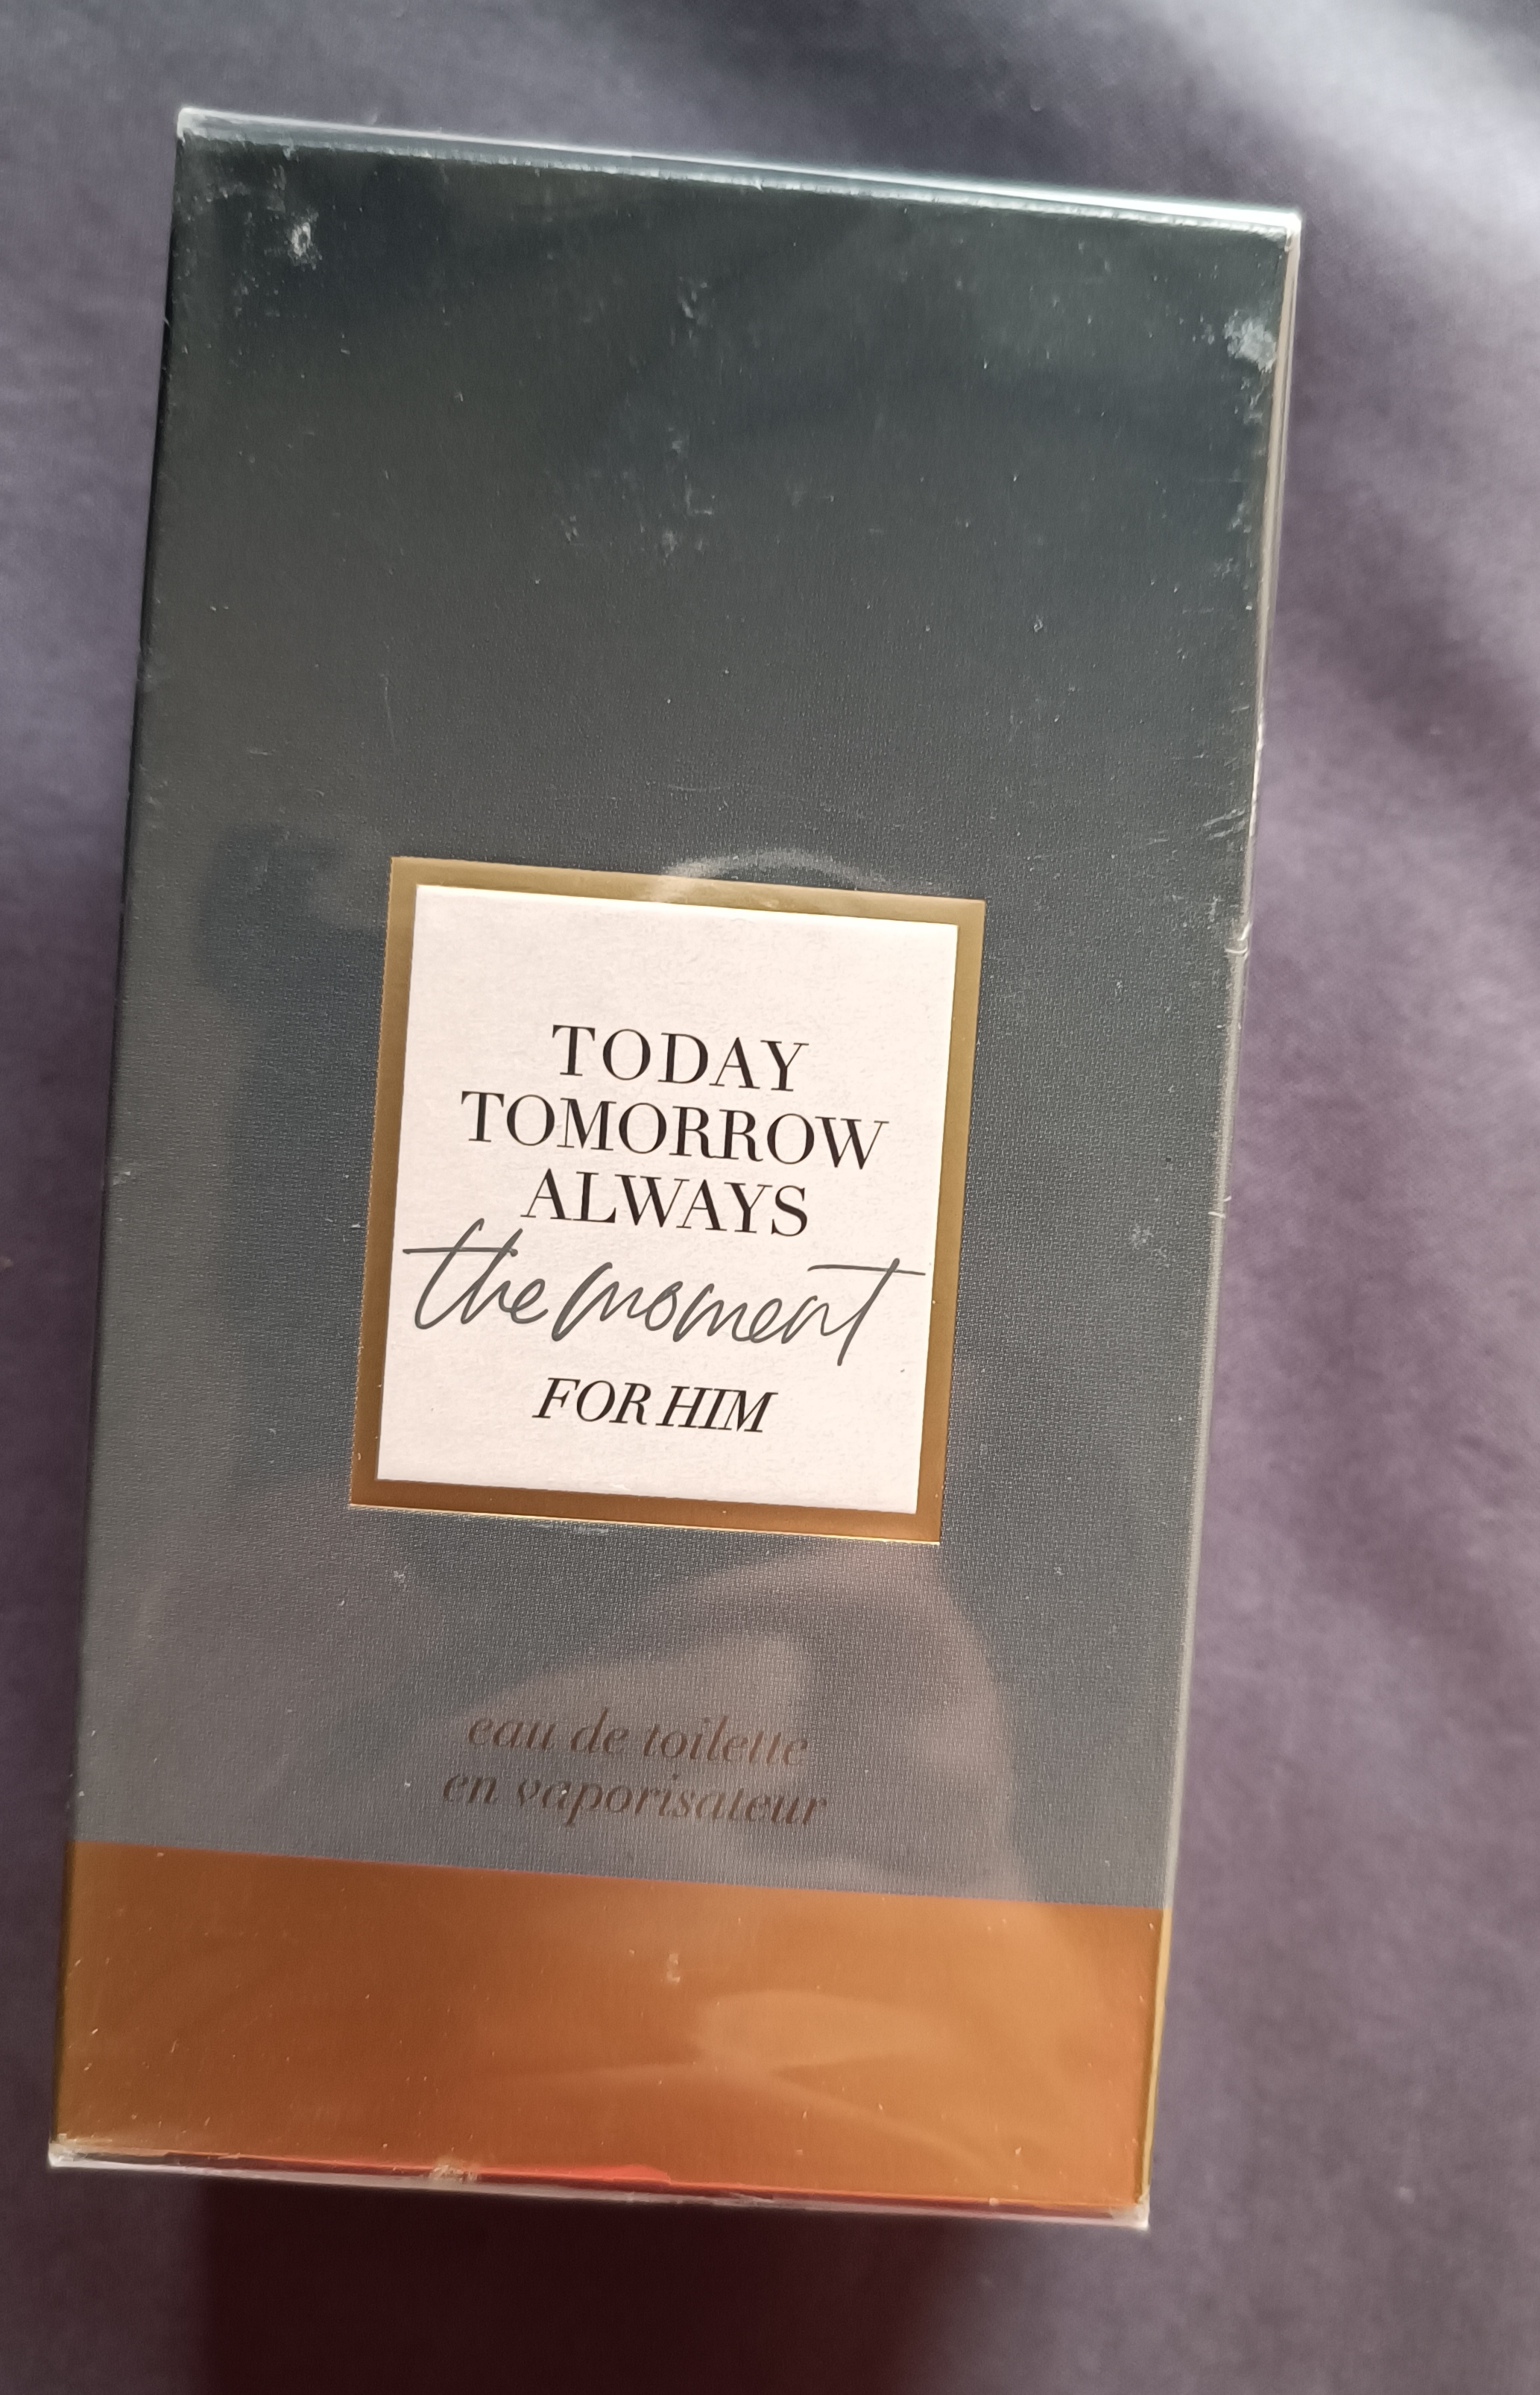 TODAY
TOMORROW
ALWAYS
the moment
FOR HIM
eau de toilette
en vaporisateur